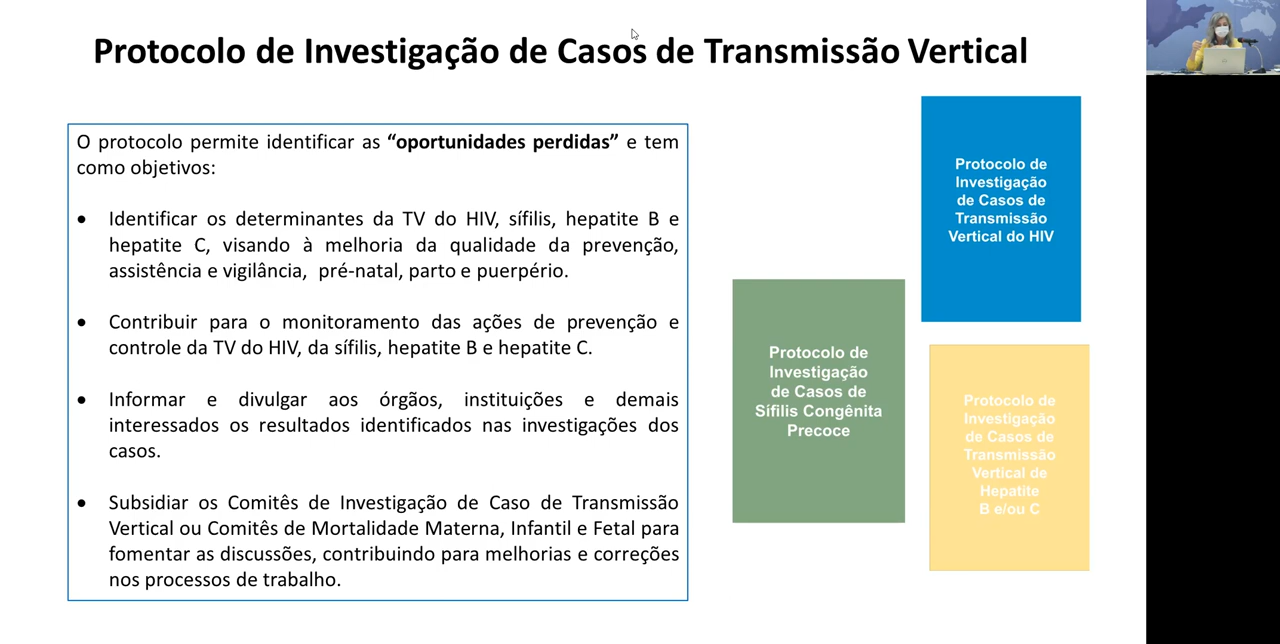 Protocolo de Investigação de Casos de Transmissão Vertical
O protocolo permite identificar as “oportunidades perdidas” e tem
como objetivos:
• Identificar os determinantes da TV do HIV, sífilis, hepatite B e
hepatite C, visando à melhoria da qualidade da prevenção,
assistência e vigilância, pré-natal, parto e puerpério.
• Contribuir para o monitoramento das ações de prevenção e
controle da TV do HIV, da sífilis, hepatite B e hepatite C.
• Informar e divulgar aos órgãos, instituições e demais
interessados os resultados identificados nas investigações dos
casos.
• Subsidiar os Comitês de Investigação de Caso de Transmissão
Vertical ou Comitês de Mortalidade Materna, Infantil e Fetal para
fomentar as discussões, contribuindo para melhorias e correções
nos processos de trabalho.
Protocolo de
Investigação
de Casos de
Transmissão
Vertical do HIV
Protocolo de
Investigação
de Casos de
Sífilis Congênita
Precoce
Protocolo de
Investigação
de Casos de
Transmissão
Vertical de
Hepatite
B e/ou C